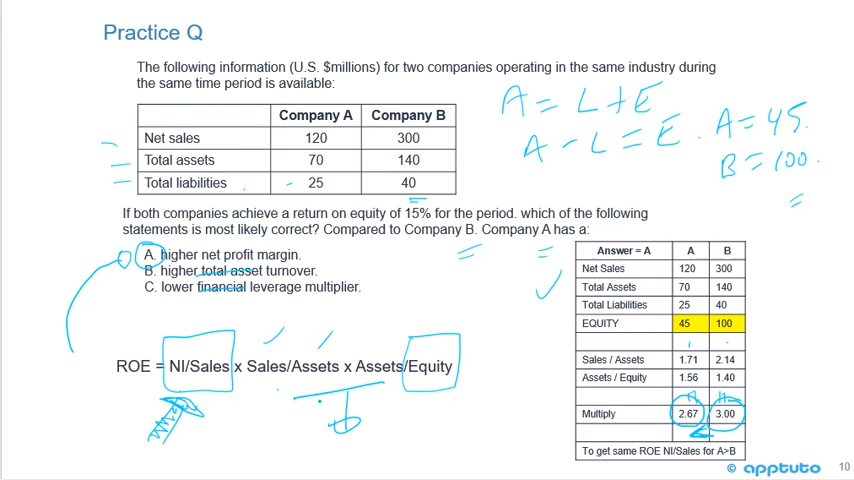 Practice Q
The following information (U.S. $millions) for two companies operating in the same industry during
the same time period is available:
Company A Company B
Net sales 120 300
Total assets 70 140
Total liabilities 25 40
A = L + E
A - L = E. A = 45.
B = 100.
=
If both companies achieve a return on equity of 15% for the period. which of the following
statements is most likely correct? Compared to Company B. Company A has a:
A. higher net profit margin.
B. higher total asset turnover.
C. lower financial leverage multiplier.
ROE = NI/Sales x Sales/Assets x Assets/Equity
Answer = A A B
Net Sales 120 300
Total Assets 70 140
Total Liabilities 25 40
EQUITY 45 100
Sales / Assets 1.71 2.14
Assets / Equity 1.56 1.40
Multiply 2.67 3.00
To get same ROE NI/Sales for A>B
© apptuto 10